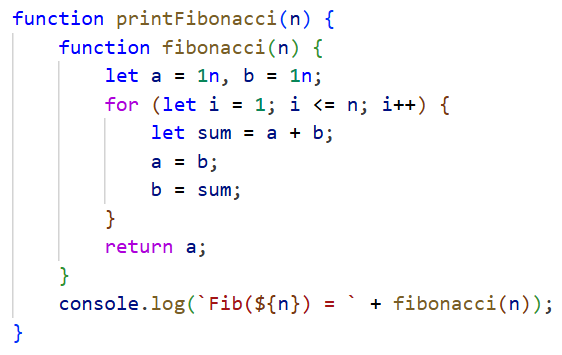 function printFibonacci(n) {
    function fibonacci(n) {
        let a = 1n, b = 1n;
        for (let i = 1; i <= n; i++) {
            let sum = a + b;
            a = b;
            b = sum;
        }
        return a;
    }
    console.log(`Fib(${n}) = ` + fibonacci(n));
}